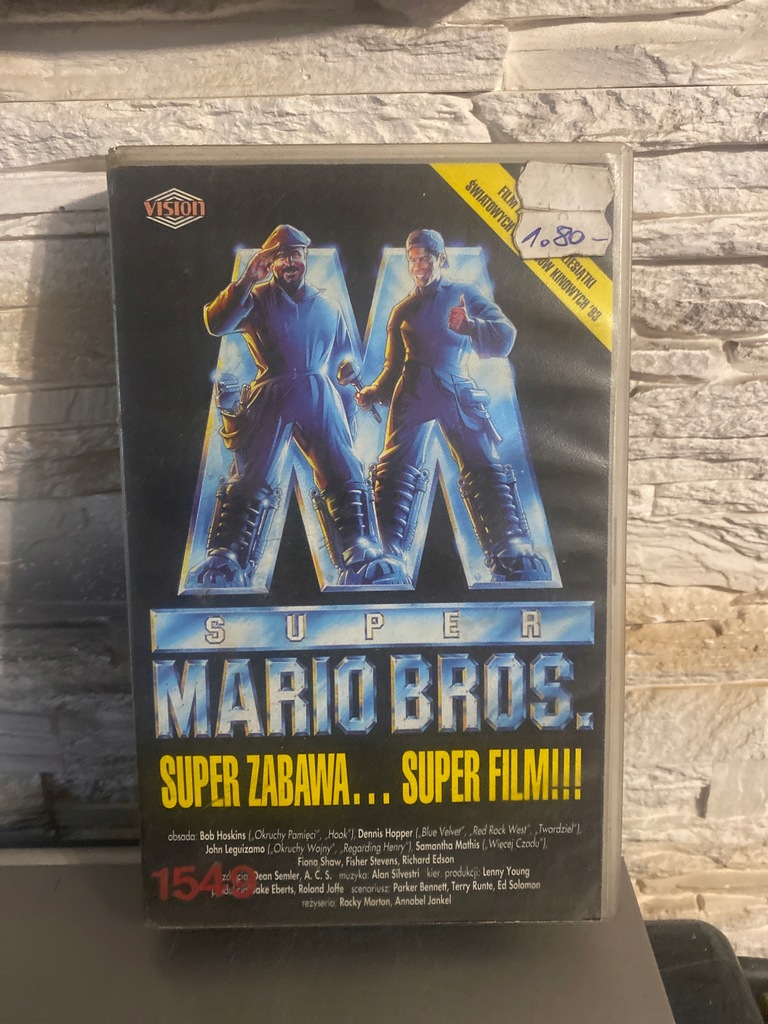 VISION
FILM
ŚWIATOWYCH
KINOWYCH '93
1.80-
SUPER
MARIO BROS.
SUPER ZABAWA... SUPER FILM!!!
obsada: Bob Hoskins („Okruchy Pamięci”, „Hook”), Dennis Hopper („Blue Velvet”, „Red Rock West”, „Twardziel”),
John Leguizamo („Okruchy Wojny”, „Regarding Henry”), Samantha Mathis („Więcej Czadu”),
Fiona Shaw, Fisher Stevens, Richard Edson
Dean Semler, A. C. S. muzyka: Alan Silvestri kier. produkcji: Lenny Young
1549
Jake Eberts, Roland Joffe scenariusz: Parker Bennett, Terry Runte, Ed Solomon
reżyseria: Rocky Morton, Annabel Jankel